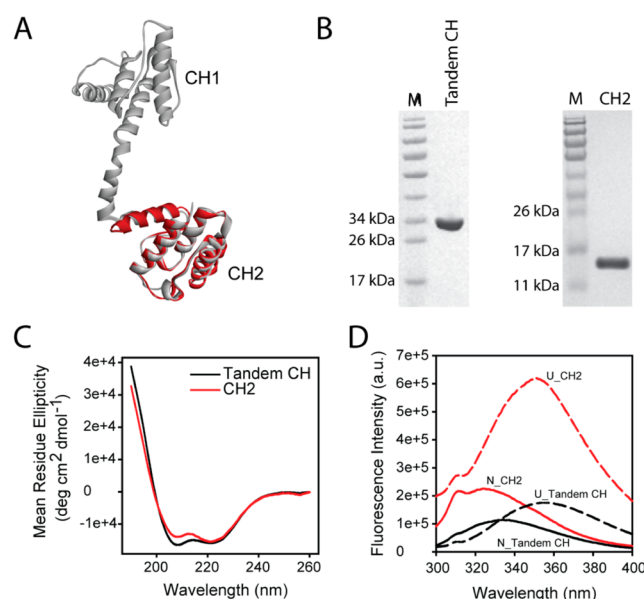 A
CH1
CH2
B
M
Tandem CH
34 kDa
26 kDa
17 kDa
M
CH2
26 kDa
17 kDa
11 kDa
C
Mean Residue Ellipticity
(deg cm2 dmol-1)
4e+4
3e+4
2e+4
1e+4
0
-1e+4
Tandem CH
CH2
200
220
240
260
Wavelength (nm)
D
Fluorescence Intensity (a.u.)
7e+5
6e+5
5e+5
4e+5
3e+5
2e+5
1e+5
0
U_CH2
N_CH2
U_Tandem CH
N_Tandem CH
300
320
340
360
380
400
Wavelength (nm)